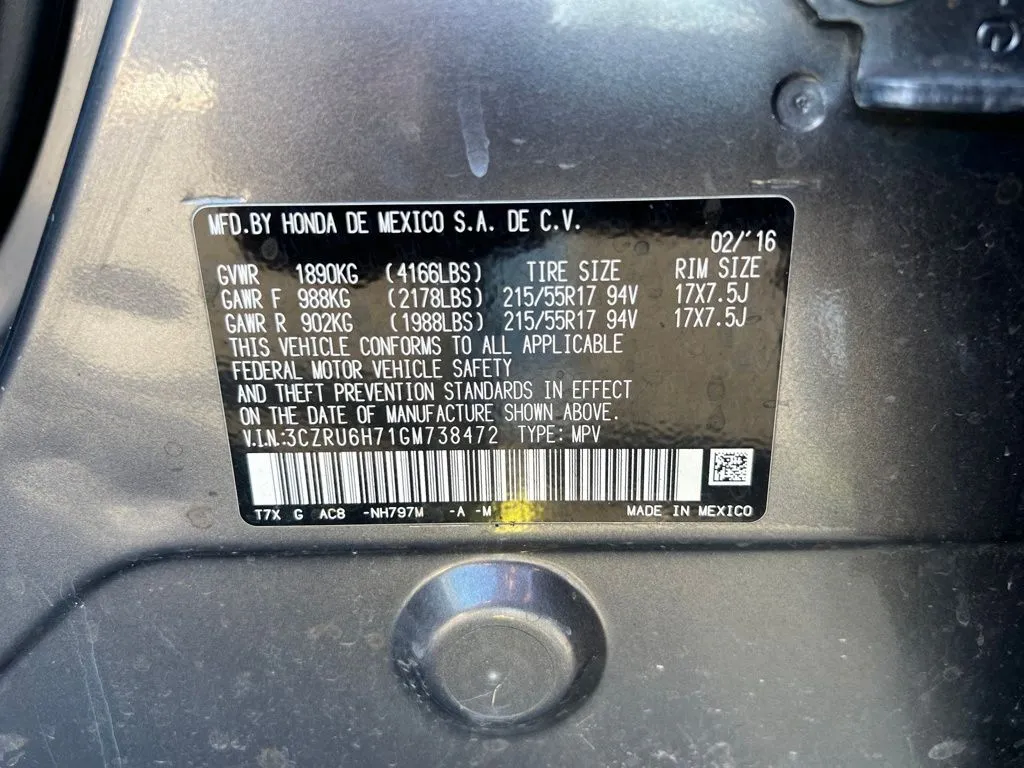 MFD.BY HONDA DE MEXICO S.A. DE C.V.
02/'16
GVWR 1890KG (4166LBS) TIRE SIZE RIM SIZE
GAWR F 988KG (2178LBS) 215/55R17 94V 17X7.5J
GAWR R 902KG (1988LBS) 215/55R17 94V 17X7.5J
THIS VEHICLE CONFORMS TO ALL APPLICABLE
FEDERAL MOTOR VEHICLE SAFETY
AND THEFT PREVENTION STANDARDS IN EFFECT
ON THE DATE OF MANUFACTURE SHOWN ABOVE.
V.I.N.:3CZRU6H71GM738472 TYPE: MPV
T7X G AC8 -NH797M -A -M MADE IN MEXICO